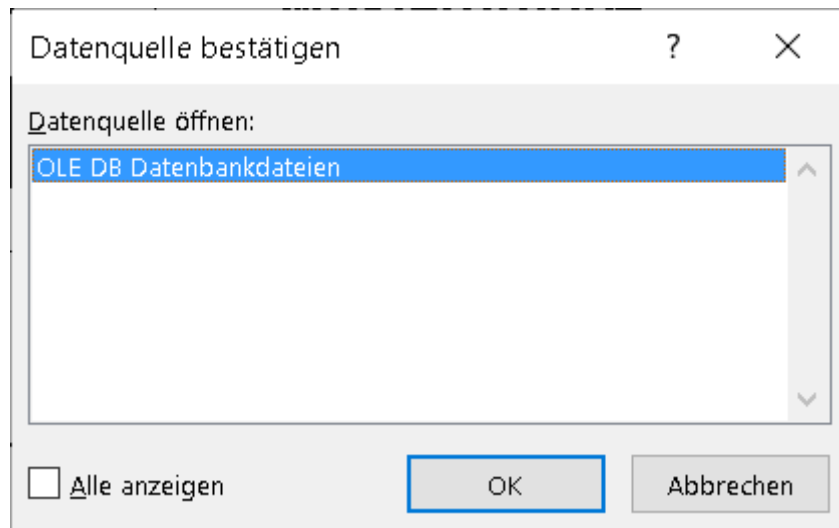 Datenquelle bestätigen ?
Datenquelle öffnen:
OLE DB Datenbankdateien
Alle anzeigen OK Abbrechen